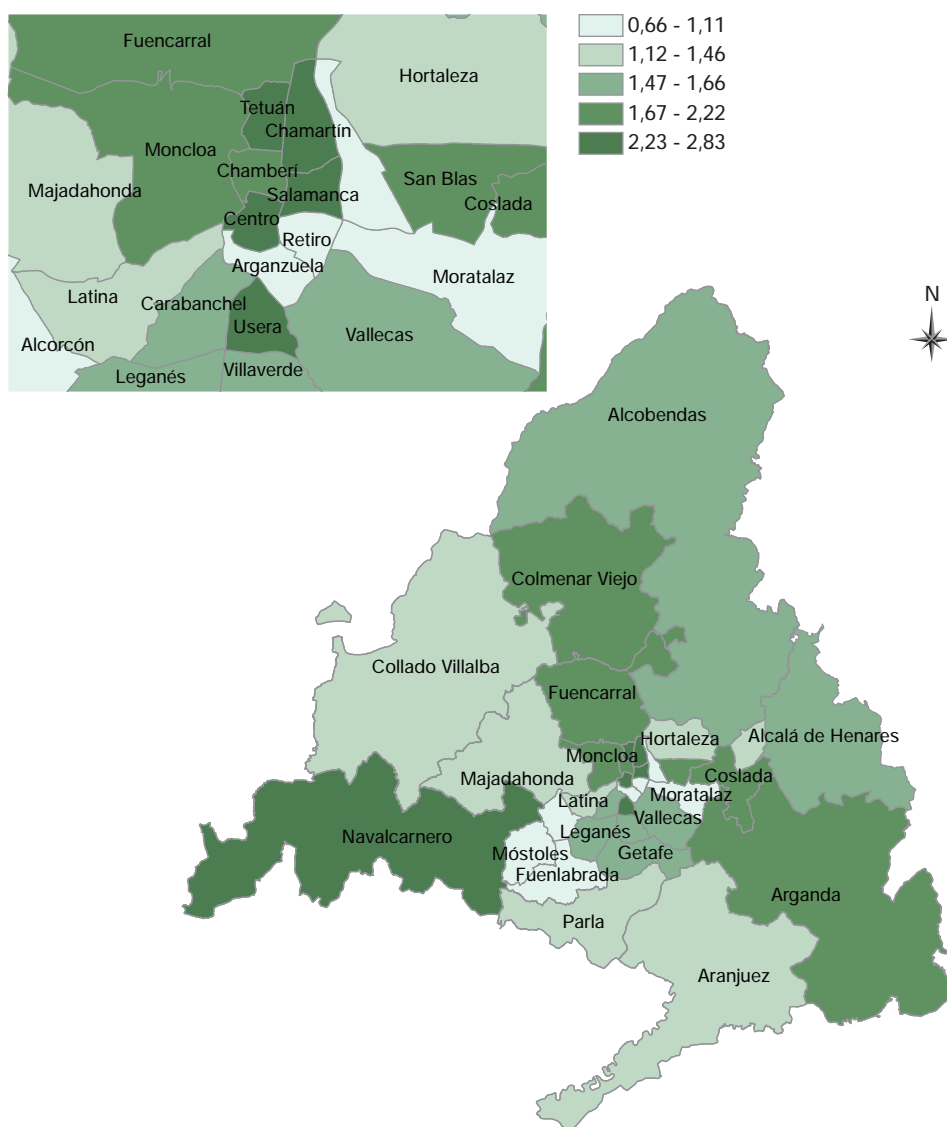 Fuencarral
Hortaleza
Tetuán
Chamartín
Moncloa
Chamberí
San Blas
Majadahonda
Salamanca
Coslada
Centro
Retiro
Arganzuela
Moratalaz
Latina
Carabanchel
Usera
Vallecas
Alcorcón
Villaverde
Leganés
0,66 - 1,11
1,12 - 1,46
1,47 - 1,66
1,67 - 2,22
2,23 - 2,83
N
Alcobendas
Colmenar Viejo
Collado Villalba
Fuencarral
Hortaleza
Alcalá de Henares
Moncloa
Majadahonda
Coslada
Moratalaz
Latina
Vallecas
Navalcarnero
Leganés
Móstoles
Getafe
Fuenlabrada
Arganda
Parla
Aranjuez